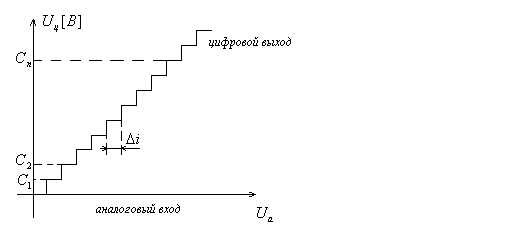 U_ц [В]
цифровой выход
C_n
Δi
C_2
C_1
аналоговый вход
U_a